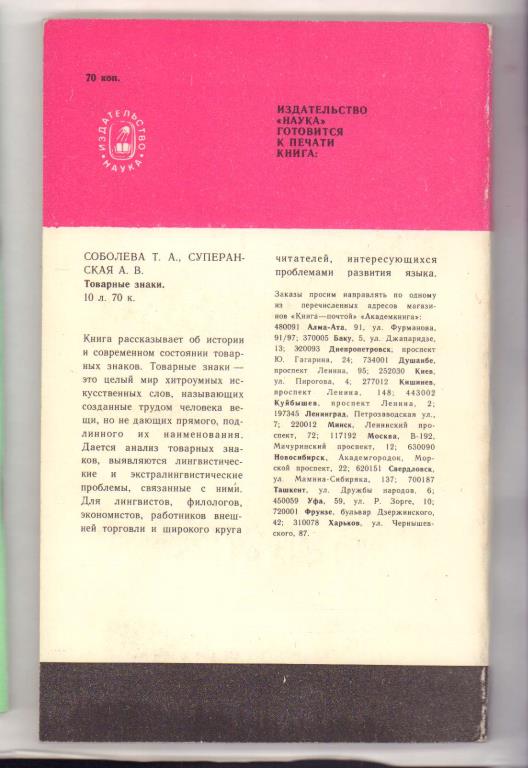 70 коп.
ИЗДАТЕЛЬСТВО
НАУКА
ИЗДАТЕЛЬСТВО
«НАУКА»
ГОТОВИТСЯ
К ПЕЧАТИ
КНИГА:
СОБОЛЕВА Т. А., СУПЕРАН-
СКАЯ А. В.
Товарные знаки.
10 л. 70 к.
Книга рассказывает об истории
и современном состоянии товар-
ных знаков. Товарные знаки —
это целый мир хитроумных ис-
кусственных слов, называющих
созданные трудом человека ве-
щи, но не дающих прямого, под-
линного их наименования.
Дается анализ товарных зна-
ков, выявляются лингвистичес-
кие и экстралингвистические
проблемы, связанные с ними.
Для лингвистов, филологов,
экономистов, работников внеш-
ней торговли и широкого круга
читателей, интересующихся
проблемами развития языка.
Заказы просим направлять по одному
из перечисленных адресов магази-
нов «Книга—почтой» «Академкнига»:
480091 Алма-Ата, 91, ул. Фурманова,
91/97; 370005 Баку, 5, ул. Джапаридзе,
13; 320093 Днепропетровск, проспект
Ю. Гагарина, 24; 734001 Душанбе,
проспект Ленина, 95; 252030 Киев,
ул. Пирогова, 4; 277012 Кишинев,
проспект Ленина, 148; 443002
Куйбышев, проспект Ленина, 2;
197345 Ленинград, Петрозаводская ул.,
7; 220012 Минск, Ленинский про-
спект, 72; 117192 Москва, В-192,
Мичуринский проспект, 12; 630090
Новосибирск, Академгородок, Мор-
ской проспект, 22; 620151 Свердловск,
ул. Мамина-Сибиряка, 137; 700187
Ташкент, ул. Дружбы народов, 6;
450059 Уфа, 59, ул. Р. Зорге, 10;
720001 Фрунзе, бульвар Дзержинского,
42; 310078 Харьков, ул. Чернышев-
ского, 87.